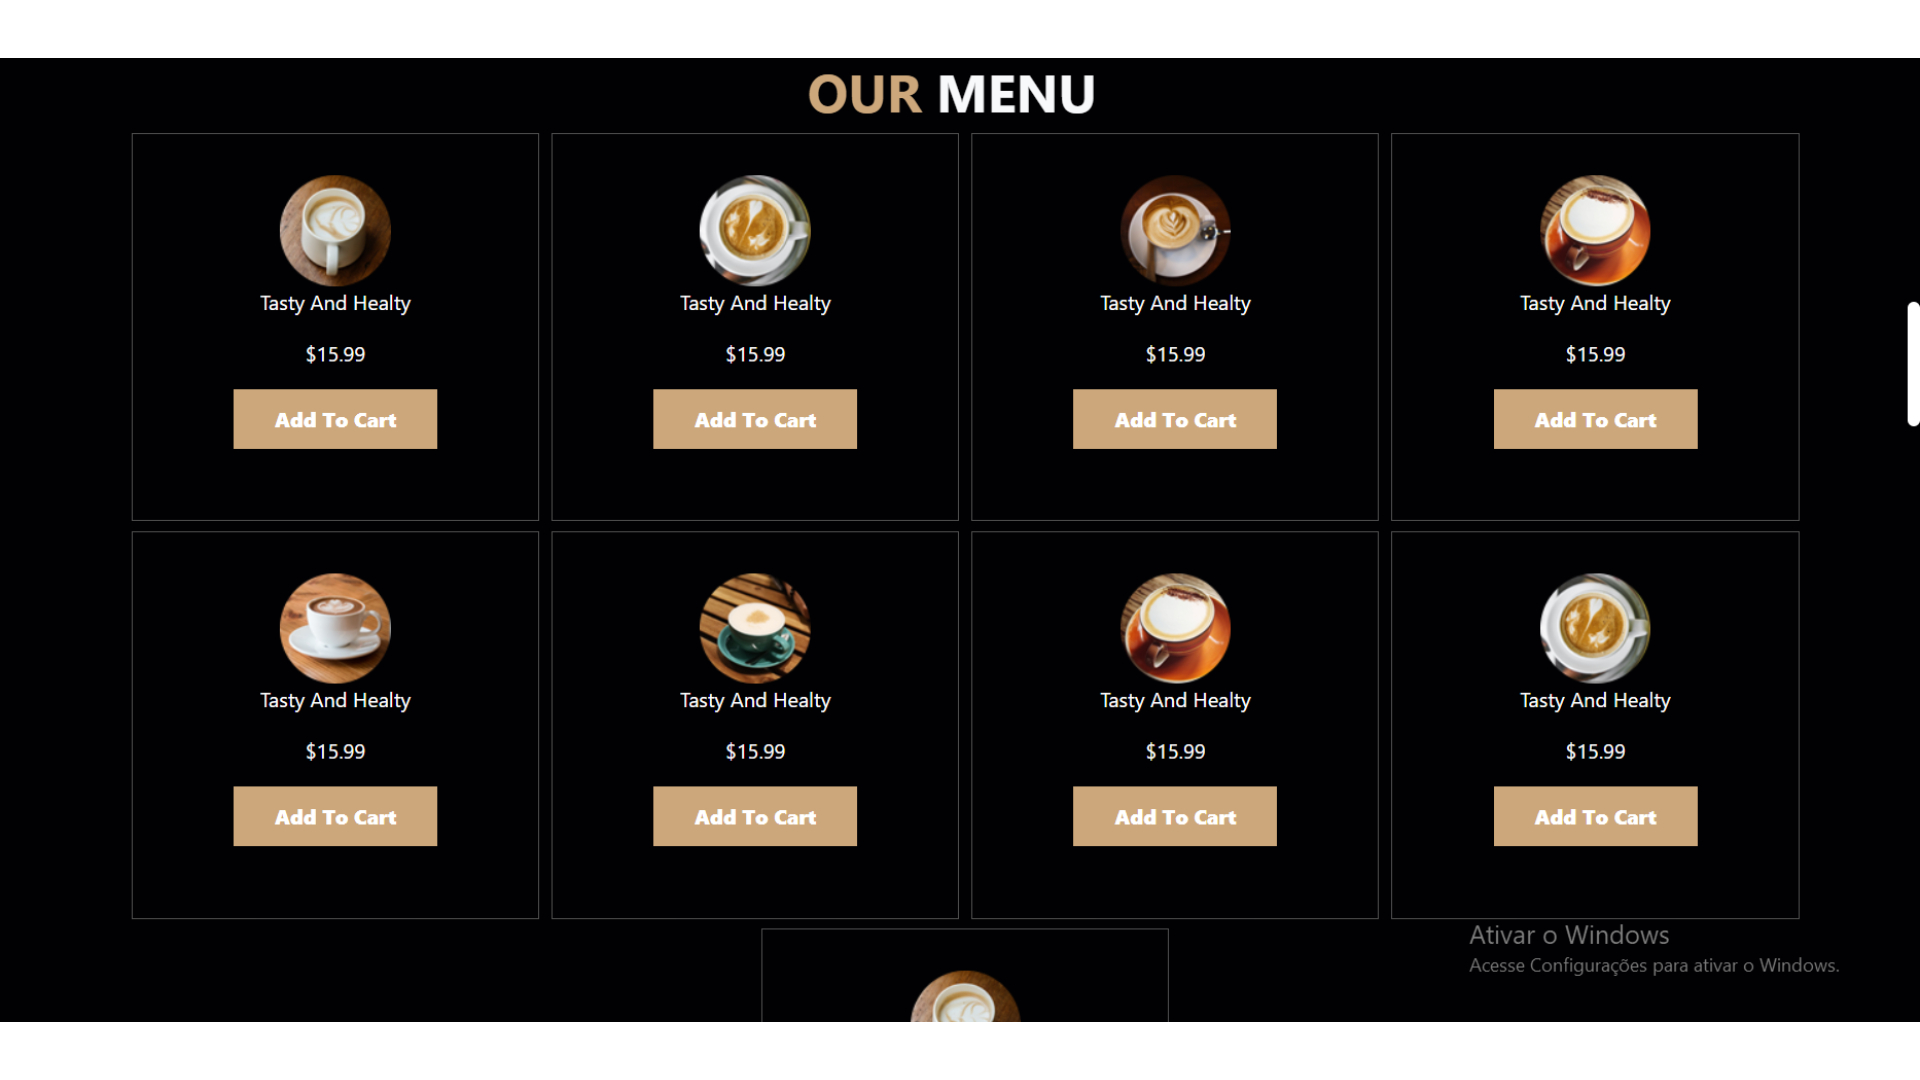 OUR MENU
Tasty And Healty
Tasty And Healty
Tasty And Healty
Tasty And Healty
$15.99
$15.99
$15.99
$15.99
Add To Cart
Add To Cart
Add To Cart
Add To Cart
Tasty And Healty
Tasty And Healty
Tasty And Healty
Tasty And Healty
$15.99
$15.99
$15.99
$15.99
Add To Cart
Add To Cart
Add To Cart
Add To Cart
Ativar o Windows
Acesse Configurações para ativar o Windows.